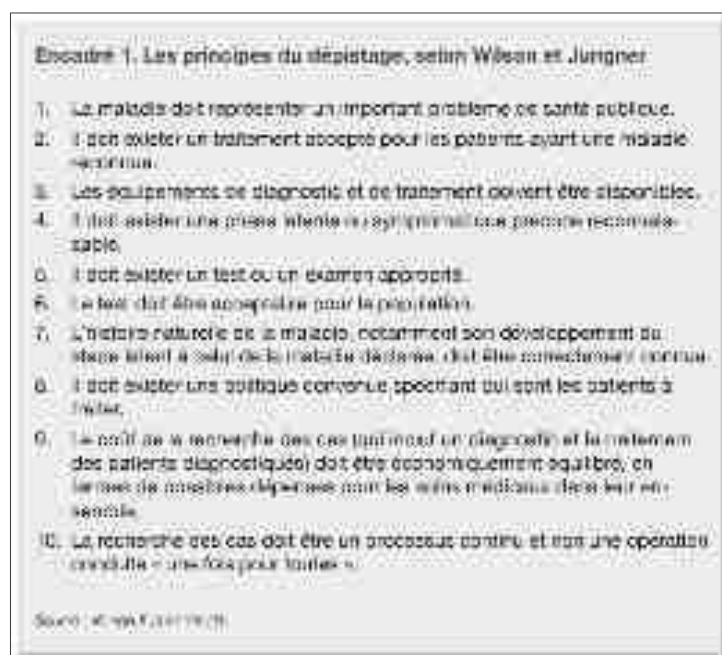 Encadré 1. Les principes du dépistage, selon Wilson et Jungner
1. La maladie doit représenter un important problème de santé publique.
2. Il doit exister un traitement accepté pour les patients ayant une maladie
reconnue.
3. Les équipements de diagnostic et de traitement doivent être disponibles.
4. Il doit exister une phase latente ou symptomatique précoce reconnais-
sable.
5. Il doit exister un test ou un examen approprié.
6. Le test doit être acceptable pour la population.
7. L'histoire naturelle de la maladie, notamment son développement du
stade latent à celui de la maladie déclarée, doit être correctement connue.
8. Il doit exister une politique convenue spécifiant qui sont les patients à
traiter.
9. Le coût de la recherche des cas (qui inclut un diagnostic et le traitement
des patients diagnostiqués) doit être économiquement équilibré, en
termes de possibles dépenses pour les soins médicaux dans leur en-
semble.
10. La recherche des cas doit être un processus continu et non une opération
conduite « une fois pour toutes ».